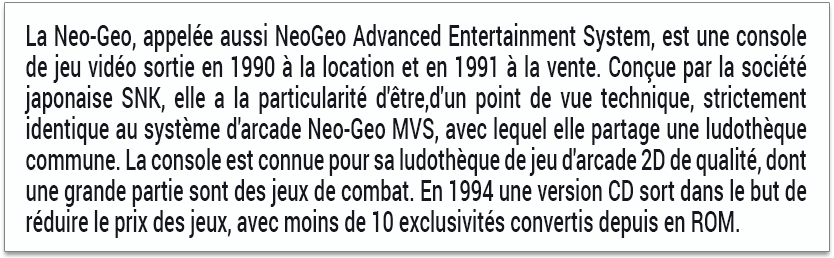 La Neo-Geo, appelée aussi NeoGeo Advanced Entertainment System, est une console
de jeu vidéo sortie en 1990 à la location et en 1991 à la vente. Conçue par la société
japonaise SNK, elle a la particularité d'être,d'un point de vue technique, strictement
identique au système d'arcade Neo-Geo MVS, avec lequel elle partage une ludothèque
commune. La console est connue pour sa ludothèque de jeu d'arcade 2D de qualité, dont
une grande partie sont des jeux de combat. En 1994 une version CD sort dans le but de
réduire le prix des jeux, avec moins de 10 exclusivités convertis depuis en ROM.